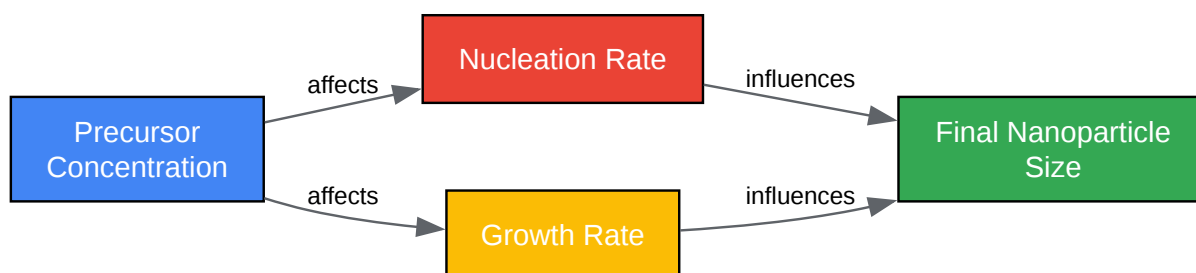 Precursor
Concentration
affects
affects
Nucleation Rate
Growth Rate
influences
influences
Final Nanoparticle
Size